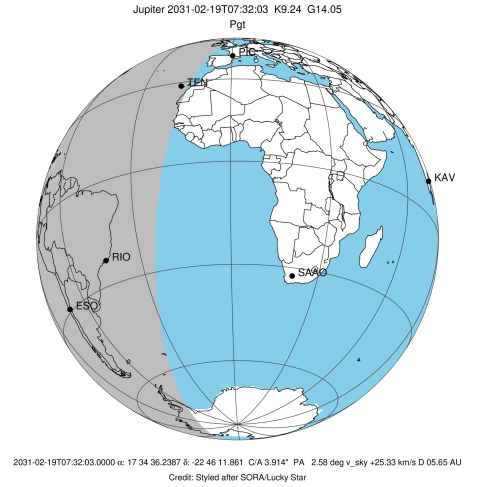 Jupiter 2031-02-19T07:32:03 K9.24 G14.05
Pgt
PIC
TEN
KAV
RIO
SAAO
ESO
2031-02-19T07:32:03.0000 α: 17 34 36.2387 δ: -22 46 11.861 C/A 3.914" PA 2.58 deg v_sky +25.33 km/s D 05.65 AU
Credit: Styled after SORA/Lucky Star